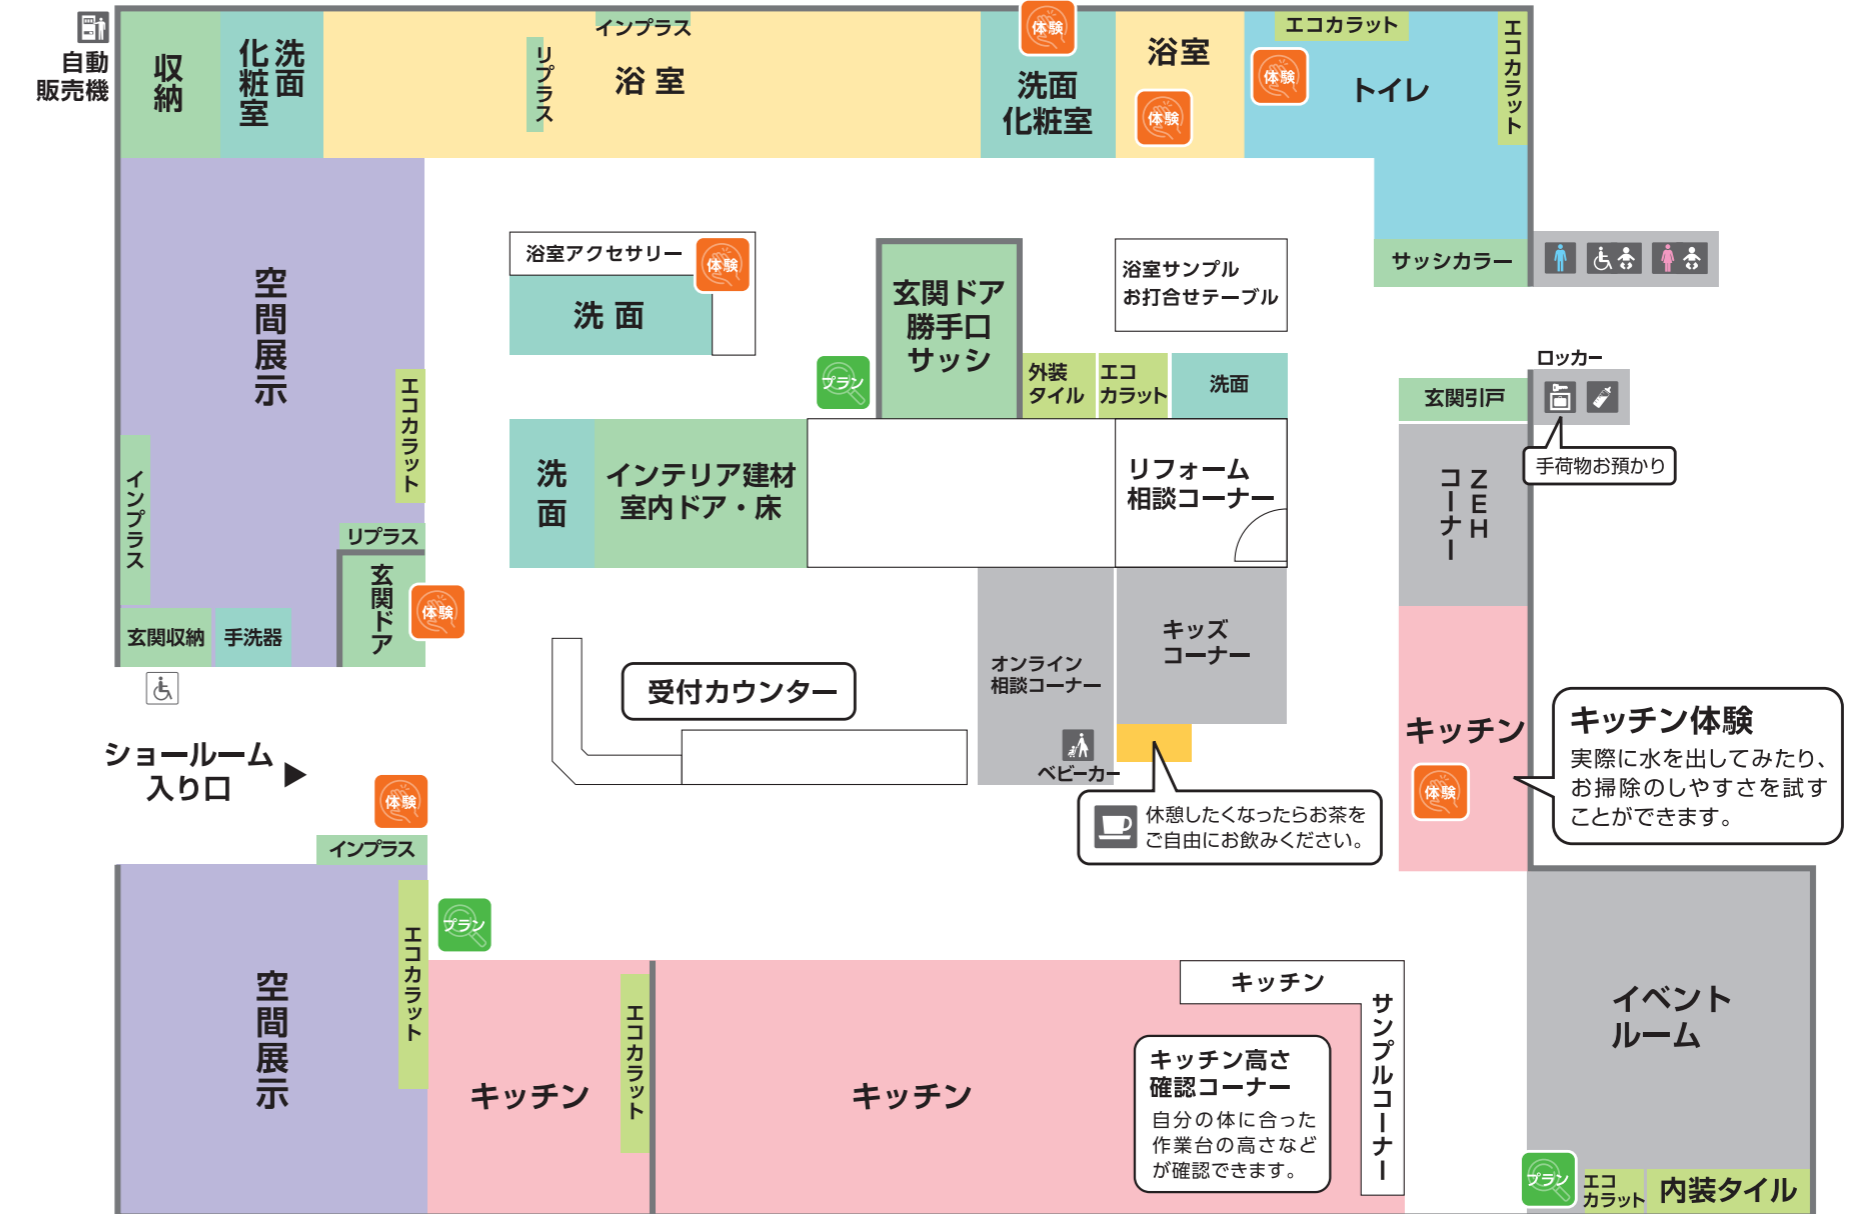 自動
販売機
収納
洗面
化粧室
リプラス
インプラス
浴室
体験
洗面
化粧室
浴室
体験
体験
エコカラット
トイレ
エコカラット
空間展示
エコカラット
インプラス
リプラス
玄関ドア
体験
玄関収納
手洗器
浴室アクセサリー
体験
洗面
玄関ドア
勝手口
サッシ
プラン
浴室サンプル
お打合せテーブル
サッシカラー
外装
タイル
エコ
カラット
洗面
ロッカー
玄関引戸
手荷物お預かり
洗面
インテリア建材
室内ドア・床
リフォーム
相談コーナー
ZEH
コーナー
オンライン
相談コーナー
キッズ
コーナー
受付カウンター
ベビーカー
休憩したくなったらお茶を
ご自由にお飲みください。
キッチン
体験
キッチン体験
実際に水を出してみたり、
お掃除のしやすさを試す
ことができます。
ショールーム
入り口 ▶
体験
インプラス
空間展示
エコカラット
プラン
キッチン
エコカラット
キッチン
キッチン
サンプルコーナー
キッチン高さ
確認コーナー
自分の体に合った
作業台の高さなど
が確認できます。
イベント
ルーム
プラン
エコ
カラット
内装タイル